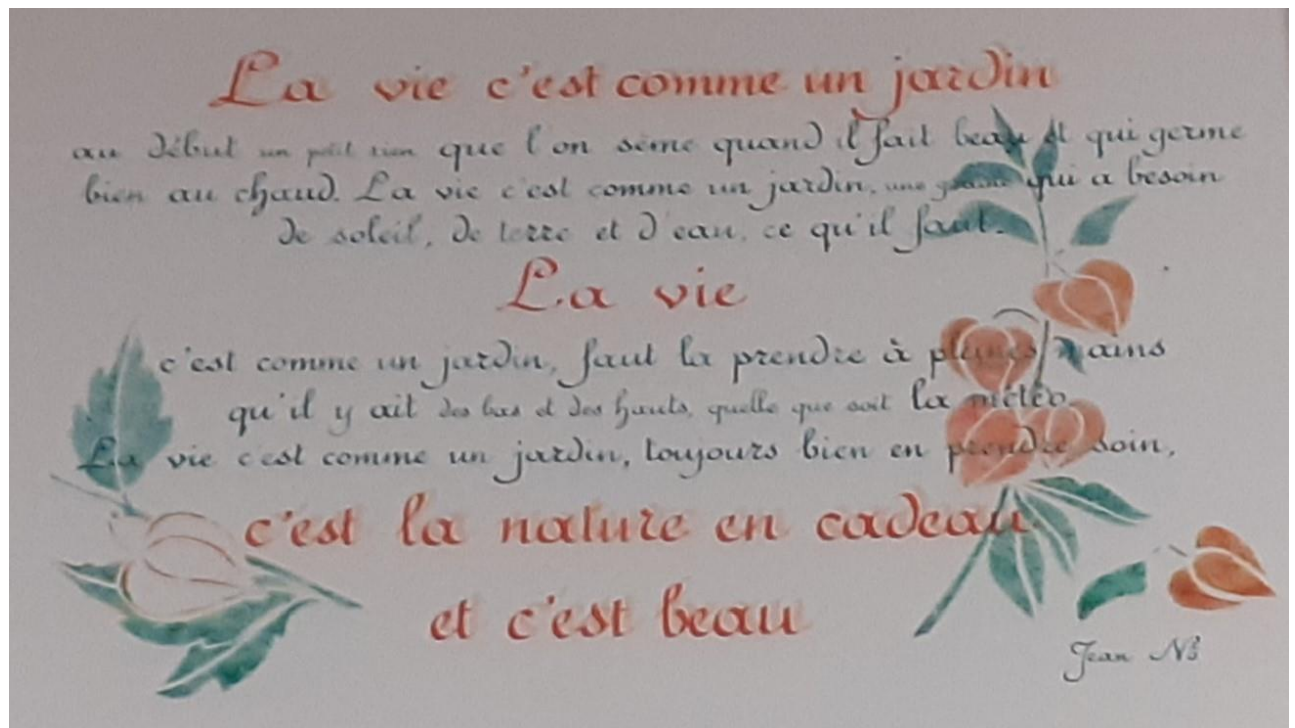 La vie c'est comme un jardin
au début un petit rien que l'on sème quand il fait beau et qui germe
bien au chaud. La vie c'est comme un jardin, une graine qui a besoin
de soleil, de terre et d'eau, ce qu'il faut.
La vie
c'est comme un jardin, faut la prendre à pleines mains
qu'il y ait des bas et des hauts, quelle que soit la météo.
La vie c'est comme un jardin, toujours bien en prendre soin,
c'est la nature en cadeau.
et c'est beau
Jean